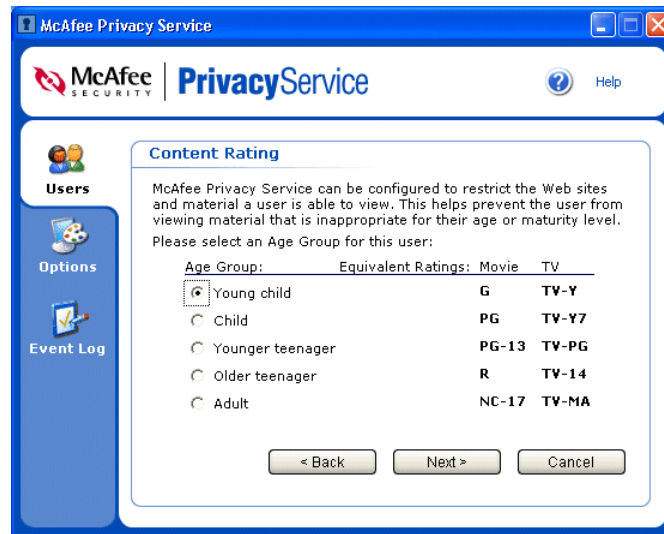 McAfee Privacy Service
McAfee SECURITY
PrivacyService
Help
Users
Options
Event Log
Content Rating
McAfee Privacy Service can be configured to restrict the Web sites
and material a user is able to view. This helps prevent the user from
viewing material that is inappropriate for their age or maturity level.
Please select an Age Group for this user:
Age Group: Equivalent Ratings: Movie TV
Young child G TV-Y
Child PG TV-Y7
Younger teenager PG-13 TV-PG
Older teenager R TV-14
Adult NC-17 TV-MA
< Back Next > Cancel